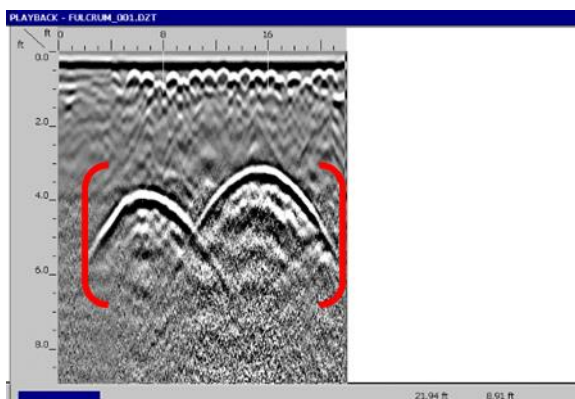 PLAYBACK - FULCRUM_001.DZT
ft 0 8 16
ft
0.0
2.0
4.0
6.0
8.0
21.94 ft 8.91 ft